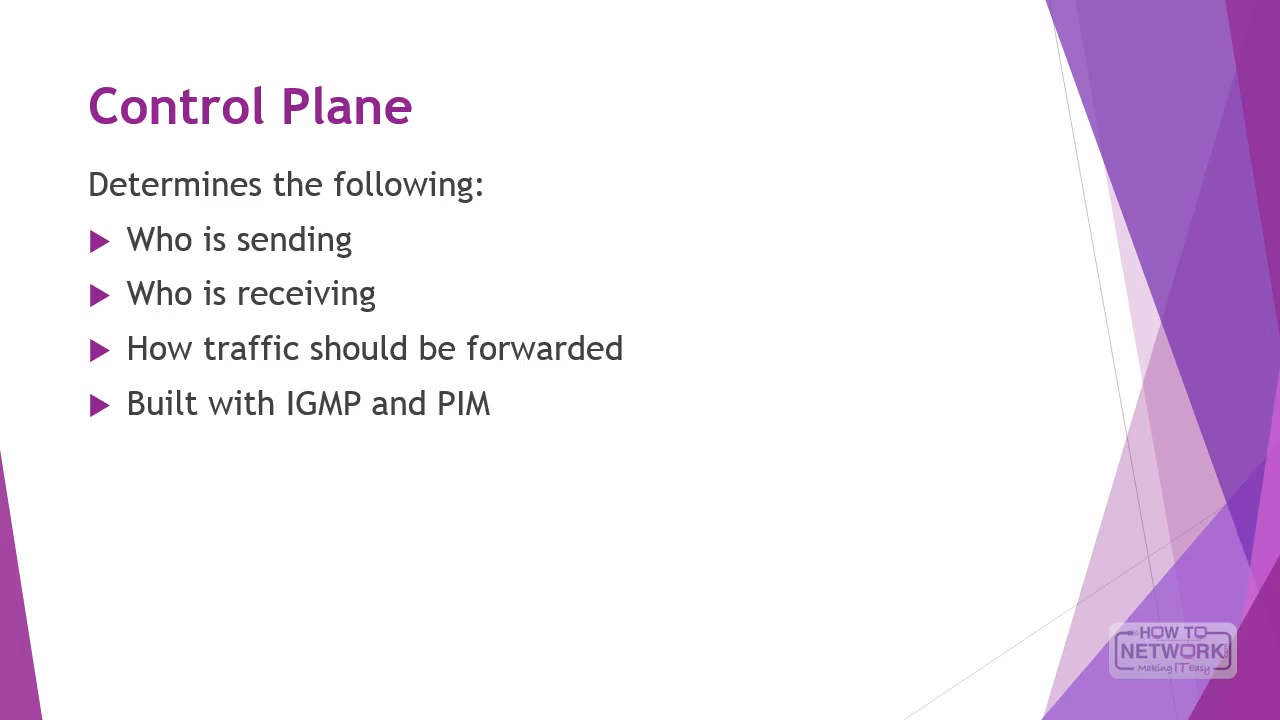 Control Plane
Determines the following:
Who is sending
Who is receiving
How traffic should be forwarded
Built with IGMP and PIM
HOW TO
NETWORK
Making IT Easy